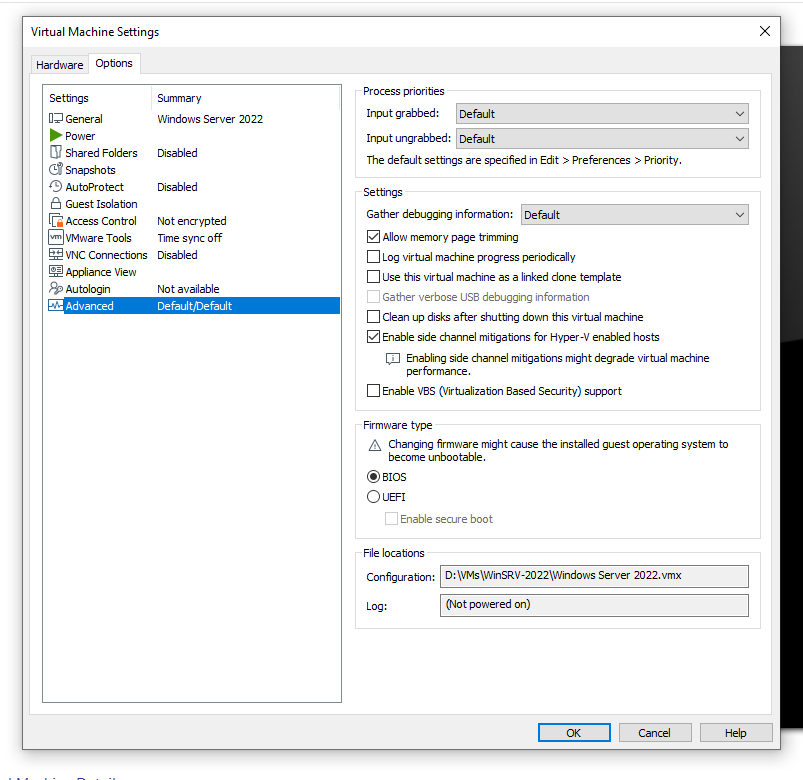 Virtual Machine Settings
Hardware Options
Settings Summary
General Windows Server 2022
Power
Shared Folders Disabled
Snapshots
AutoProtect Disabled
Guest Isolation
Access Control Not encrypted
VMware Tools Time sync off
VNC Connections Disabled
Appliance View
Autologin Not available
Advanced Default/Default
Process priorities
Input grabbed: Default
Input ungrabbed: Default
The default settings are specified in Edit > Preferences > Priority.
Settings
Gather debugging information: Default
Allow memory page trimming
Log virtual machine progress periodically
Use this virtual machine as a linked clone template
Gather verbose USB debugging information
Clean up disks after shutting down this virtual machine
Enable side channel mitigations for Hyper-V enabled hosts
Enabling side channel mitigations might degrade virtual machine
performance.
Enable VBS (Virtualization Based Security) support
Firmware type
Changing firmware might cause the installed guest operating system to
become unbootable.
BIOS
UEFI
Enable secure boot
File locations
Configuration: D:\VMs\WinSRV-2022\Windows Server 2022.vmx
Log: (Not powered on)
OK Cancel Help